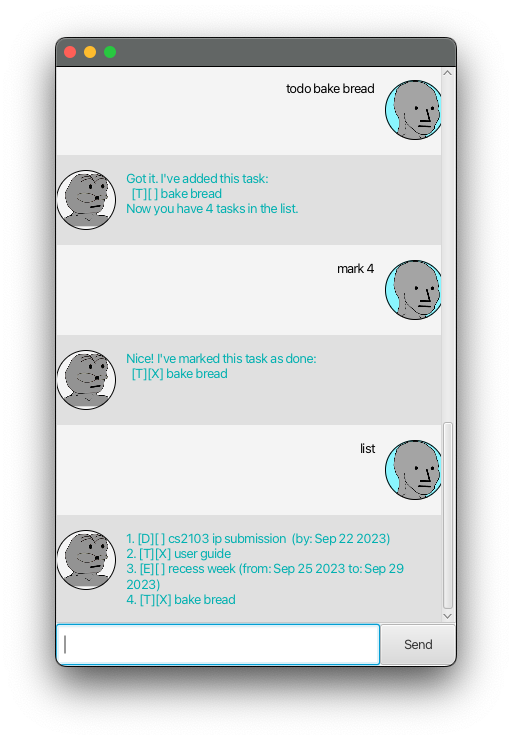 todo bake bread
Got it. I've added this task:
[T][ ] bake bread
Now you have 4 tasks in the list.
mark 4
Nice! I've marked this task as done:
[T][X] bake bread
list
1. [D][ ] cs2103 ip submission  (by: Sep 22 2023)
2. [T][X] user guide
3. [E][ ] recess week (from: Sep 25 2023 to: Sep 29
2023)
4. [T][X] bake bread
Send